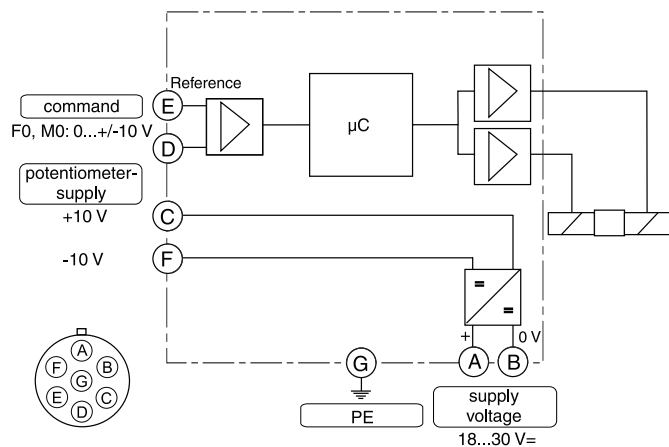 Reference
command
E
F0, M0: 0...+/-10 V
D
µC
potentiometer-
supply
+10 V
C
-10 V
F
=
=
+
0 V
A
B
G
PE
supply
voltage
18...30 V=
A
F
B
G
E
C
D